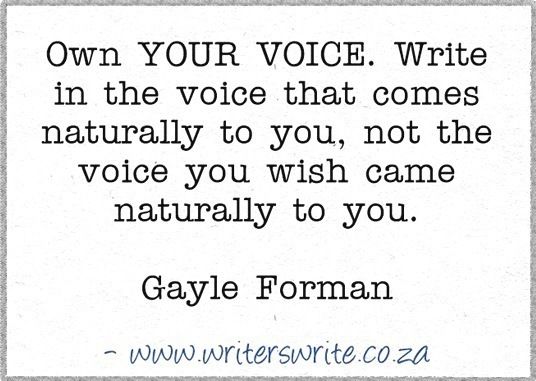 Own YOUR VOICE. Write
in the voice that comes
naturally to you, not the
voice you wish came
naturally to you.
Gayle Forman
- www.writerswrite.co.za